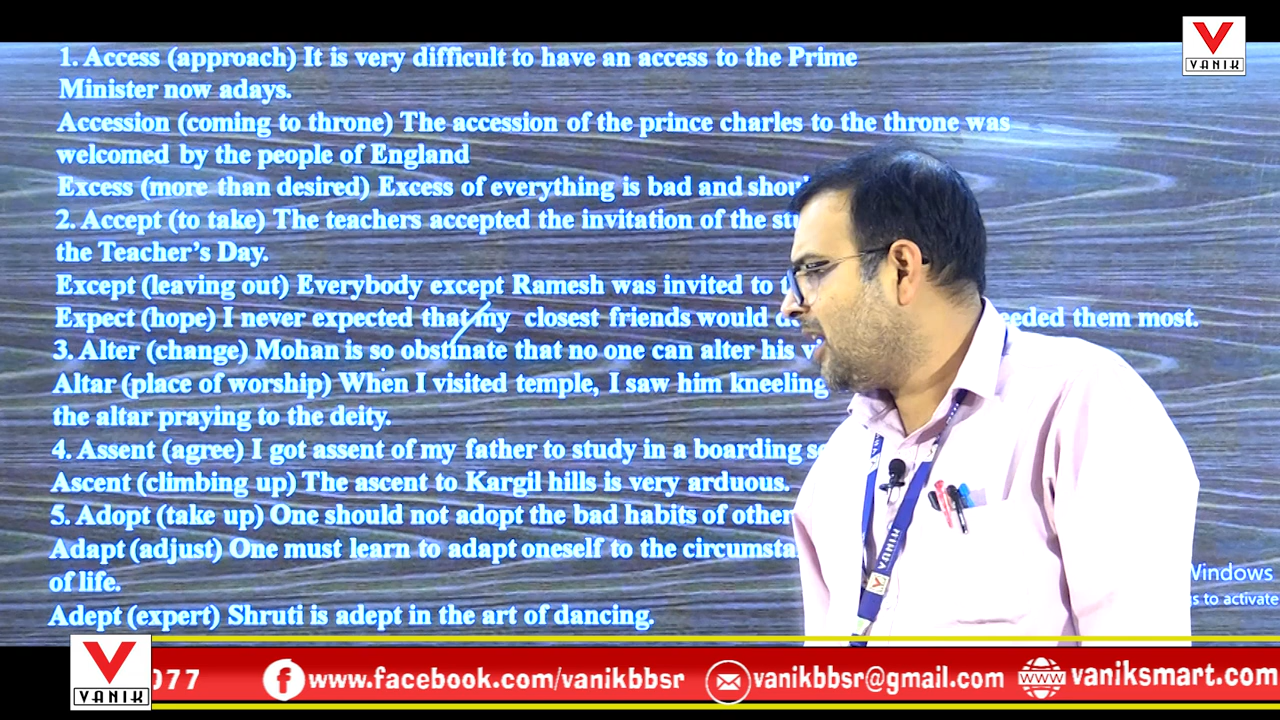 VANIK
1. Access (approach) It is very difficult to have an access to the Prime
Minister now adays.
Accession (coming to throne) The accession of the prince charles to the throne was
welcomed by the people of England
Excess (more than desired) Excess of everything is bad and
2. Accept (to take) The teachers accepted the invitation of the
the Teacher's Day.
Except (leaving out) Everybody except Ramesh was invited to
Expect (hope) I never expected that my closest friends would them most.
3. Alter (change) Mohan is so obstinate that no one can alter his
Altar (place of worship) When I visited temple, I saw him kneeling
the altar praying to the deity.
4. Assent (agree) I got assent of my father to study in a boarding
Ascent (climbing up) The ascent to Kargil hills is very arduous.
5. Adopt (take up) One should not adopt the bad habits of
Adapt (adjust) One must learn to adapt oneself to the
of life.
Adept (expert) Shruti is adept in the art of dancing.
Windows
to activate
VANIK
VANIK
077
www.facebook.com/vanikbbsr
vanikbbsr@gmail.com
www
vaniksmart.com